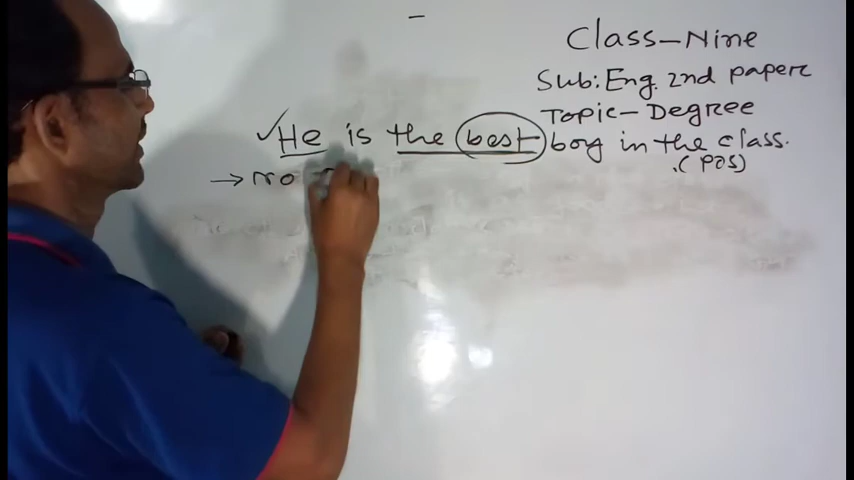 Class-Nine
Sub: Eng. 2nd paper
Topic- Degree
He is the best boy in the class.
(pos)
→ no